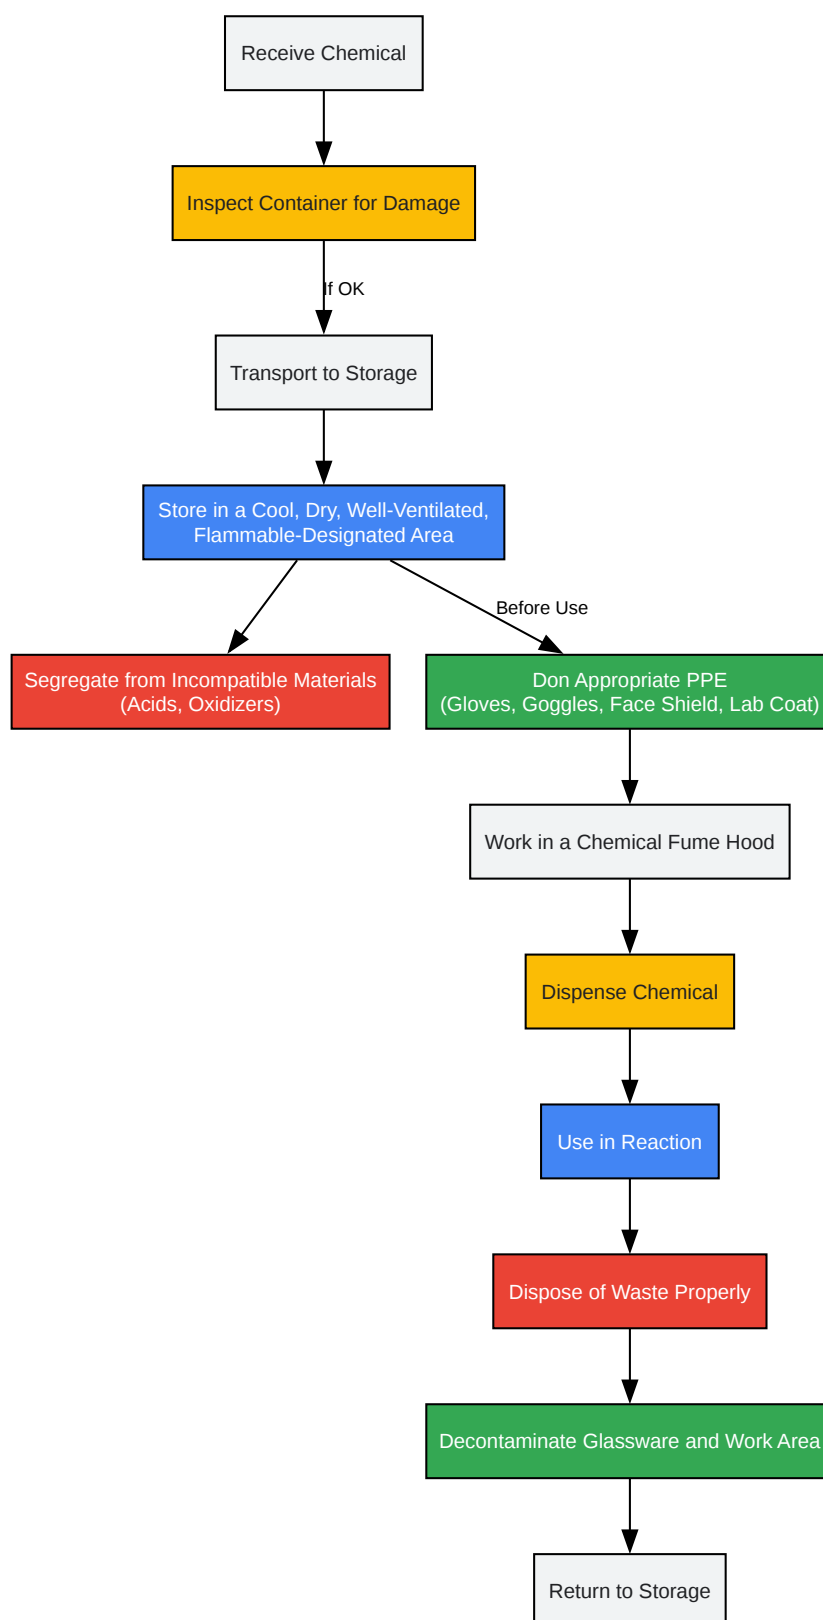 Receive Chemical
Inspect Container for Damage
If OK
Transport to Storage
Store in a Cool, Dry, Well-Ventilated,
Flammable-Designated Area
Before Use
Segregate from Incompatible Materials
(Acids, Oxidizers)
Don Appropriate PPE
(Gloves, Goggles, Face Shield, Lab Coat)
Work in a Chemical Fume Hood
Dispense Chemical
Use in Reaction
Dispose of Waste Properly
Decontaminate Glassware and Work Area
Return to Storage